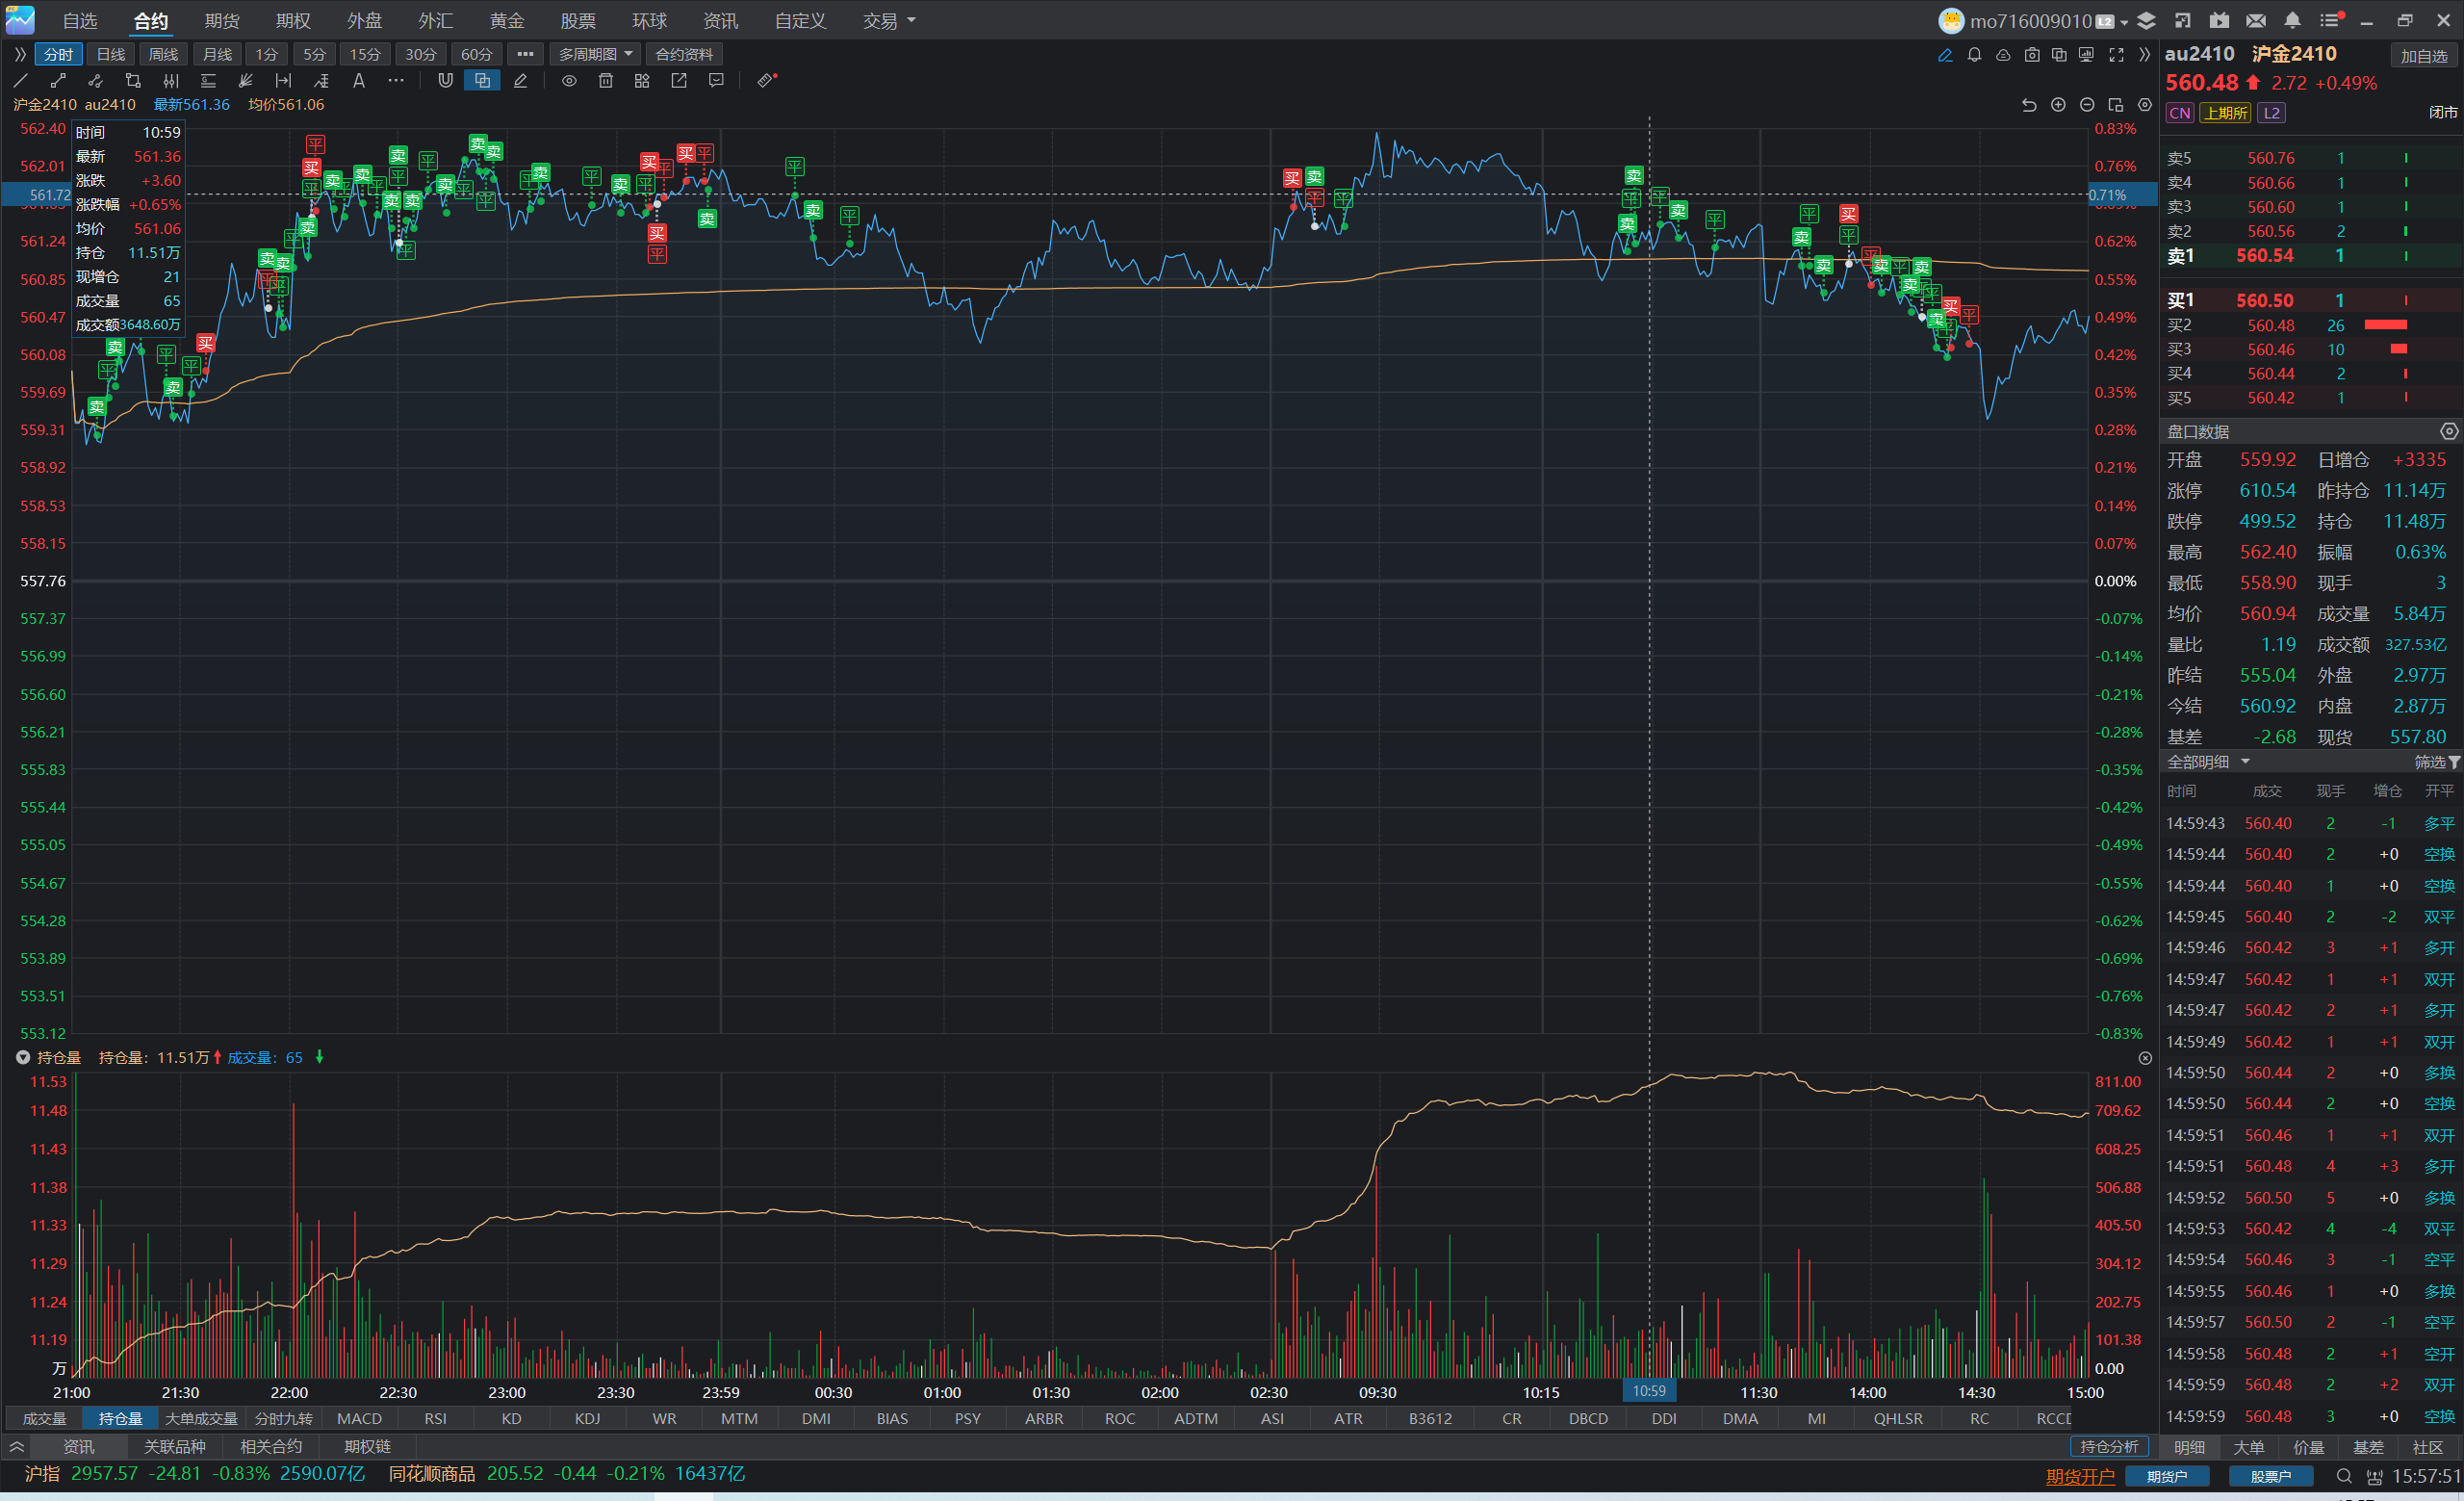 自选 合约 期货 期权 外盘 外汇 黄金 股票 环球 资讯 自定义 交易 mo716009010 L2
分时 日线 周线 月线 1分 5分 15分 30分 60分 多周期图 合约资料
沪金2410 au2410 最新561.36 均价561.06
时间 10:59
最新 561.36
涨跌 +3.60
涨跌幅 +0.65%
均价 561.06
持仓 11.51万
现增仓 21
成交量 65
成交额3648.60万
562.40 0.83%
562.01 0.76%
561.72 0.71%
561.24 0.62%
560.85 0.55%
560.47 0.49%
560.08 0.42%
559.69 0.35%
559.31 0.28%
558.92 0.21%
558.53 0.14%
558.15 0.07%
557.76 0.00%
557.37 -0.07%
556.99 -0.14%
556.60 -0.21%
556.21 -0.28%
555.83 -0.35%
555.44 -0.42%
555.05 -0.49%
554.67 -0.55%
554.28 -0.62%
553.89 -0.69%
553.51 -0.76%
553.12 -0.83%
持仓量 持仓量: 11.51万 成交量: 65
11.53 811.00
11.48 709.62
11.43 608.25
11.38 506.88
11.33 405.50
11.29 304.12
11.24 202.75
11.19 101.38
万 0.00
21:00 21:30 22:00 22:30 23:00 23:30 23:59 00:30 01:00 01:30 02:00 02:30 09:30 10:15 10:59 11:30 14:00 14:30 15:00
成交量 持仓量 大单成交量 分时九转 MACD RSI KD KDJ WR MTM DMI BIAS PSY ARBR ROC ADTM ASI ATR B3612 CR DBCD DDI DMA MI QHLSR RC RCCD
资讯 关联品种 相关合约 期权链 持仓分析
沪指 2957.57 -24.81 -0.83% 2590.07亿 同花顺商品 205.52 -0.44 -0.21% 16437亿 期货开户 期货户 股票户 15:57:51
au2410 沪金2410 加自选
560.48 2.72 +0.49%
CN 上期所 L2 闭市
卖5 560.76 1
卖4 560.66 1
卖3 560.60 1
卖2 560.56 2
卖1 560.54 1
买1 560.50 1
买2 560.48 26
买3 560.46 10
买4 560.44 2
买5 560.42 1
盘口数据
开盘 559.92 日增仓 +3335
涨停 610.54 昨持仓 11.14万
跌停 499.52 持仓 11.48万
最高 562.40 振幅 0.63%
最低 558.90 现手 3
均价 560.94 成交量 5.84万
量比 1.19 成交额 327.53亿
昨结 555.04 外盘 2.97万
今结 560.92 内盘 2.87万
基差 -2.68 现货 557.80
全部明细 筛选
时间 成交 现手 增仓 开平
14:59:43 560.40 2 -1 多平
14:59:44 560.40 2 +0 空换
14:59:44 560.40 1 +0 空换
14:59:45 560.40 2 -2 双平
14:59:46 560.42 3 +1 多开
14:59:47 560.42 1 +1 双开
14:59:47 560.42 2 +1 多开
14:59:49 560.42 1 +1 双开
14:59:50 560.44 2 +0 多换
14:59:50 560.44 2 +0 空换
14:59:51 560.46 1 +1 双开
14:59:51 560.48 4 +3 多开
14:59:52 560.50 5 +0 多换
14:59:53 560.42 4 -4 双平
14:59:54 560.46 3 -1 空平
14:59:55 560.46 1 +0 多换
14:59:57 560.50 2 -1 空平
14:59:58 560.48 2 +1 空开
14:59:59 560.48 2 +2 双开
14:59:59 560.48 3 +0 空换
明细 大单 价量 基差 社区